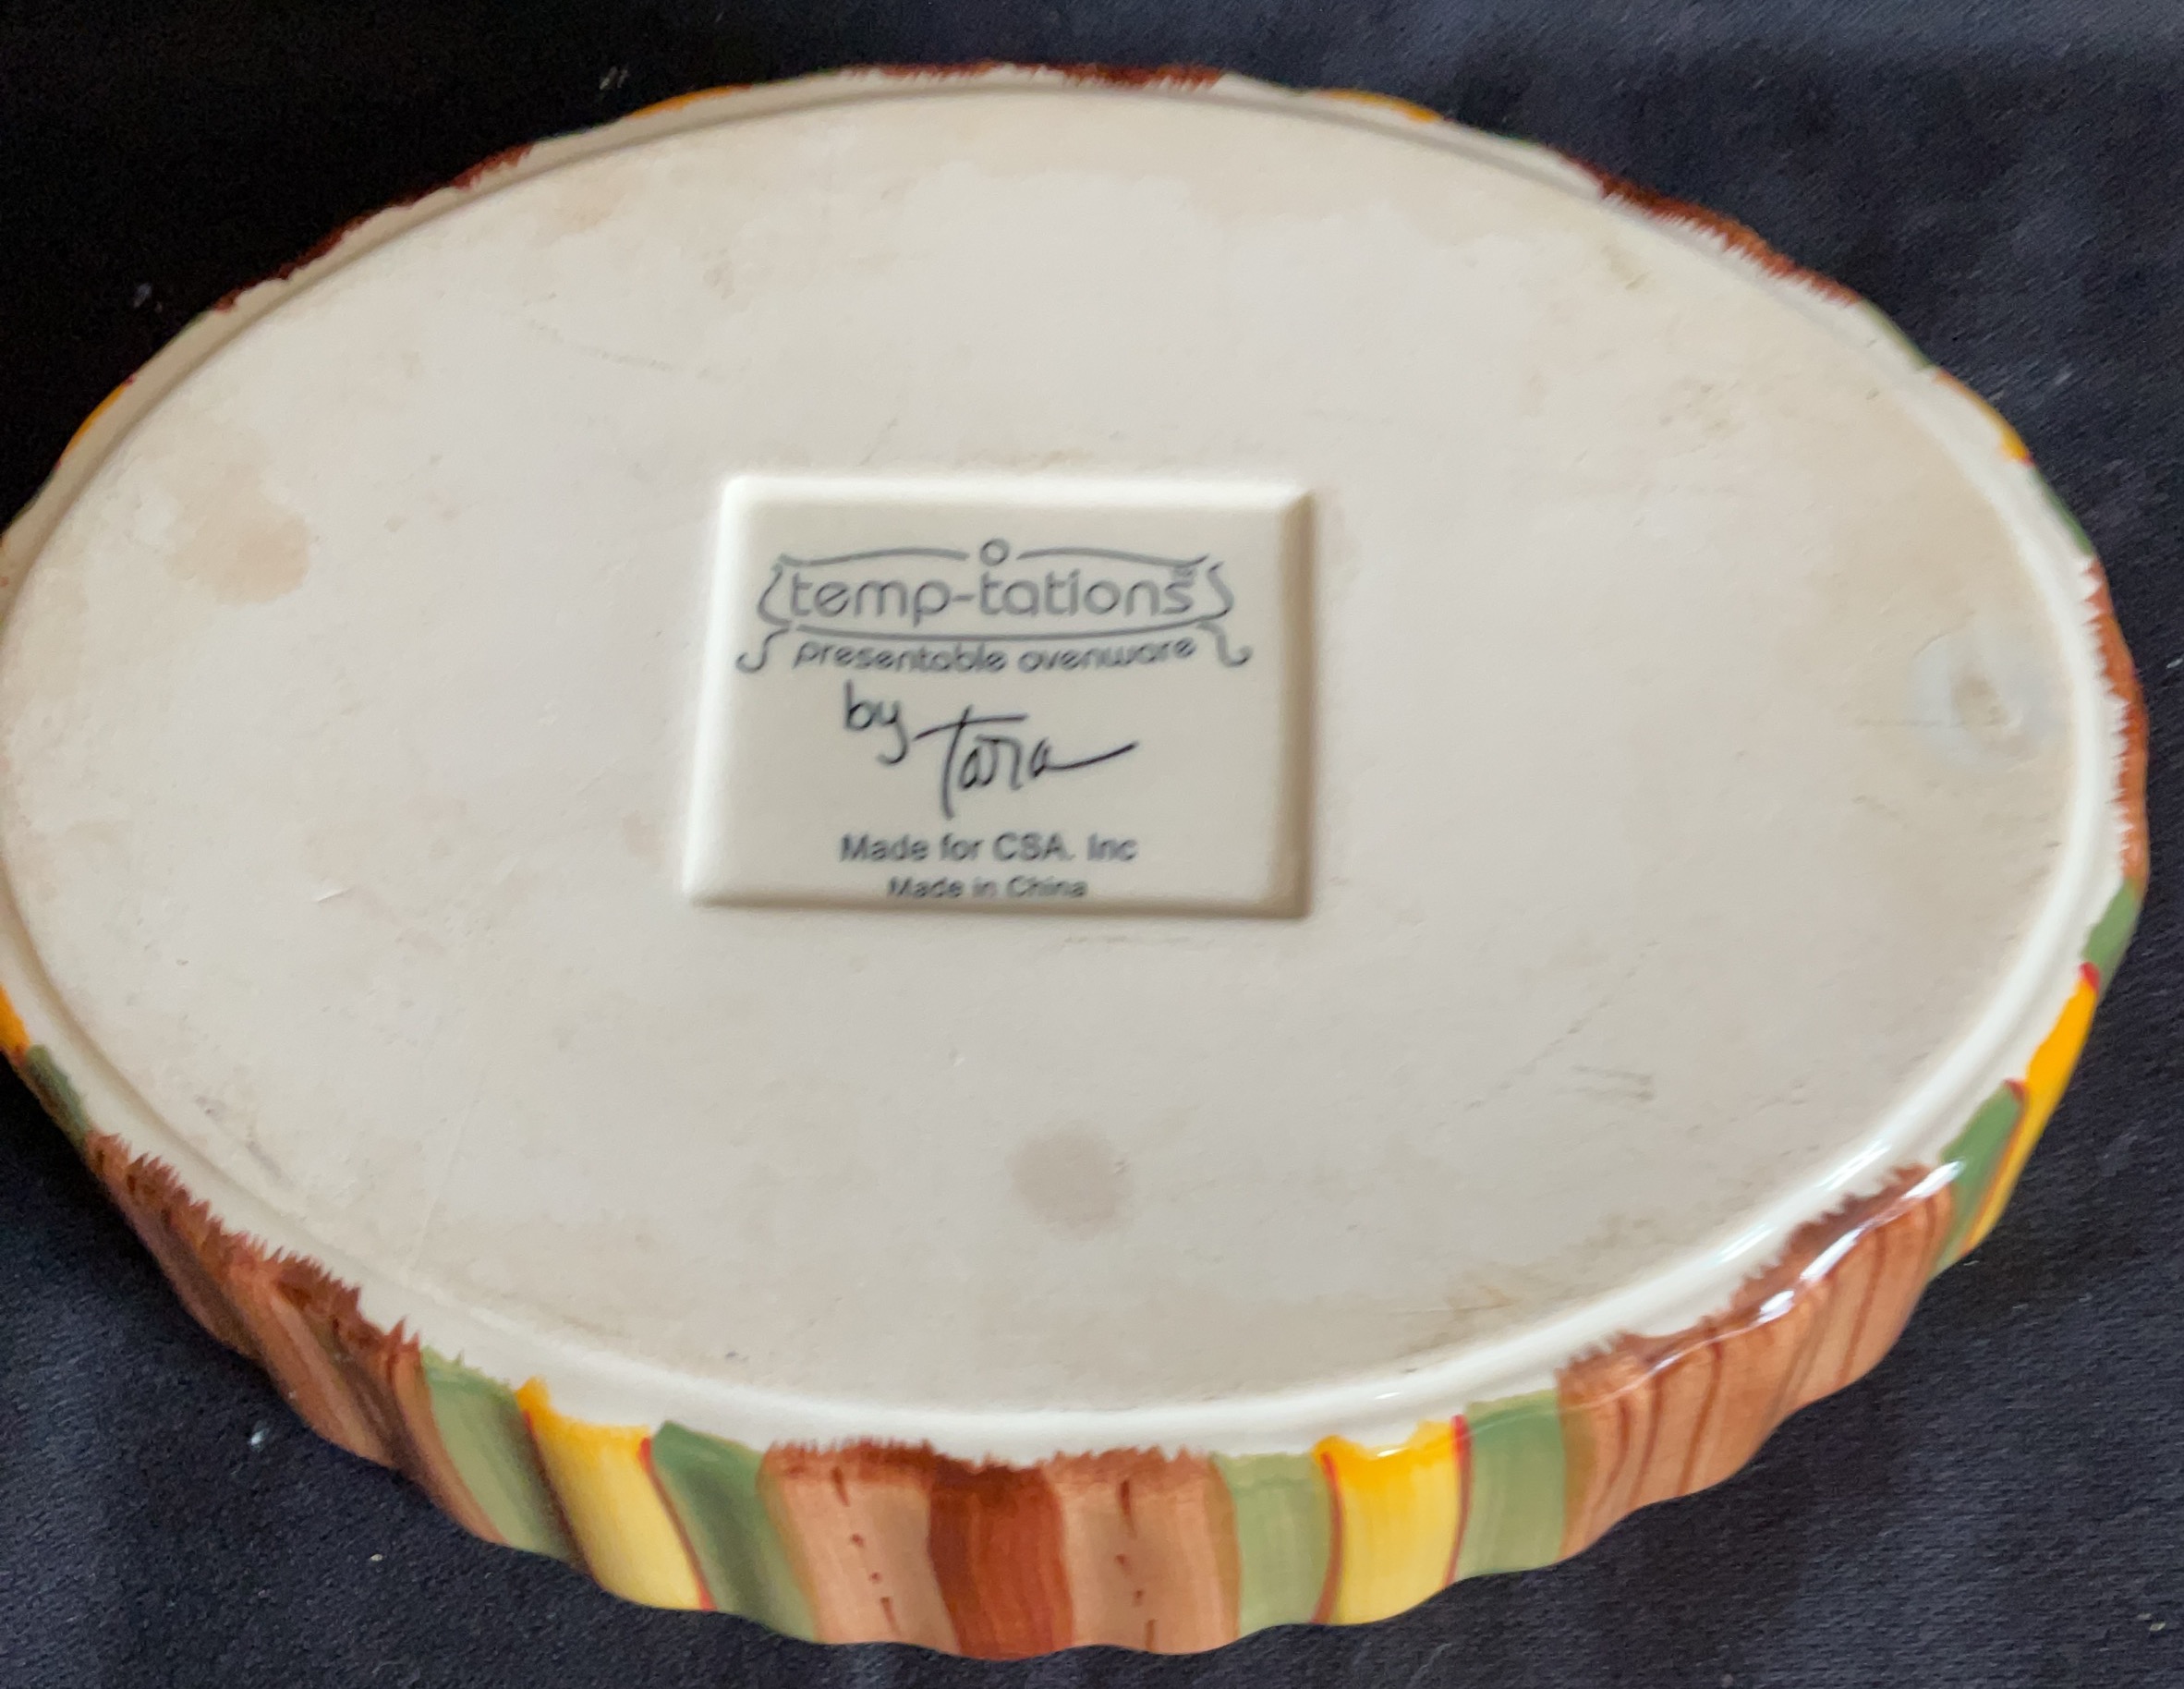 temp-tations
presentable ovenware
by Tara
Made for CSA. Inc
Made in China